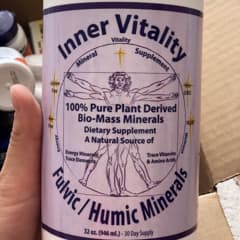 Inner Vitality
Vitality
Mineral
Supplement
100% Pure Plant Derived
Bio-Mass Minerals
Dietary Supplement
A Natural Source of
Energy Minerals
Trace Elements
Trace Vitamins
& Amino Acids
Fulvic / Humic Minerals
32 oz. (946 mL) - 30 Day Supply